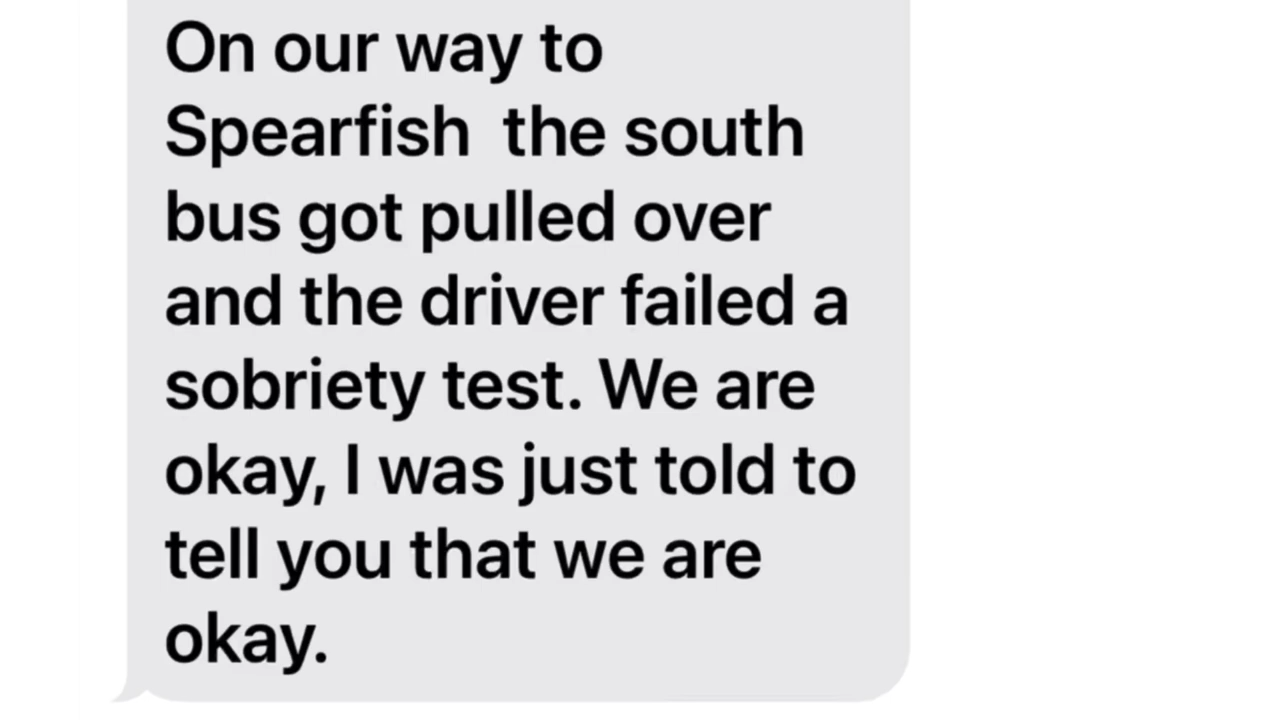 On our way to
Spearfish  the south
bus got pulled over
and the driver failed a
sobriety test. We are
okay, I was just told to
tell you that we are
okay.